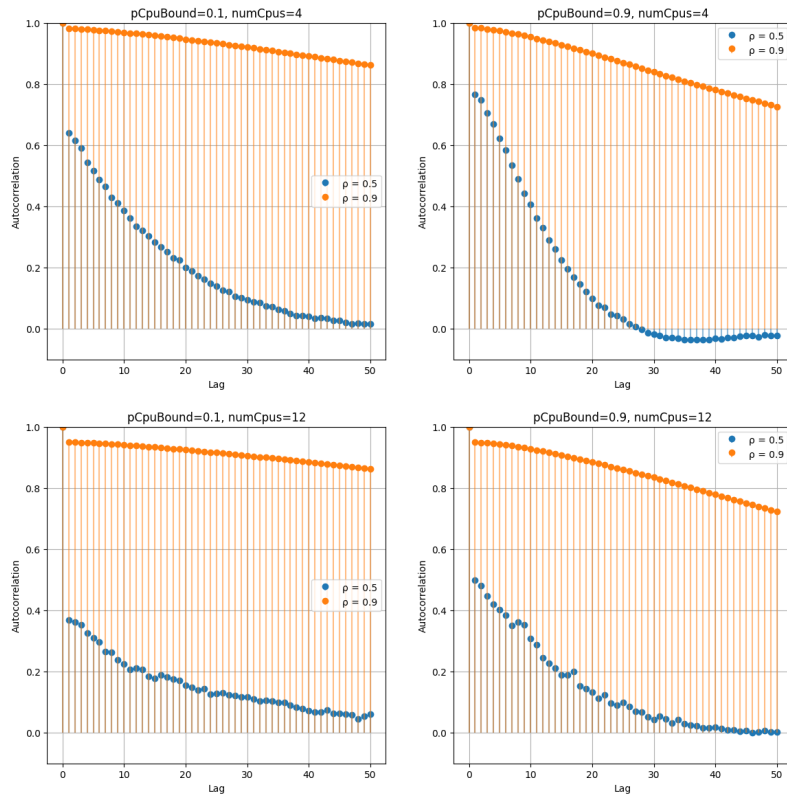 pCpuBound=0.1, numCpus=4
1.0
0.8
0.6
0.4
0.2
0.0
Autocorrelation
ρ = 0.5
ρ = 0.9
0 10 20 30 40 50
Lag
pCpuBound=0.9, numCpus=4
1.0
0.8
0.6
0.4
0.2
0.0
Autocorrelation
ρ = 0.5
ρ = 0.9
0 10 20 30 40 50
Lag
pCpuBound=0.1, numCpus=12
1.0
0.8
0.6
0.4
0.2
0.0
Autocorrelation
ρ = 0.5
ρ = 0.9
0 10 20 30 40 50
Lag
pCpuBound=0.9, numCpus=12
1.0
0.8
0.6
0.4
0.2
0.0
Autocorrelation
ρ = 0.5
ρ = 0.9
0 10 20 30 40 50
Lag